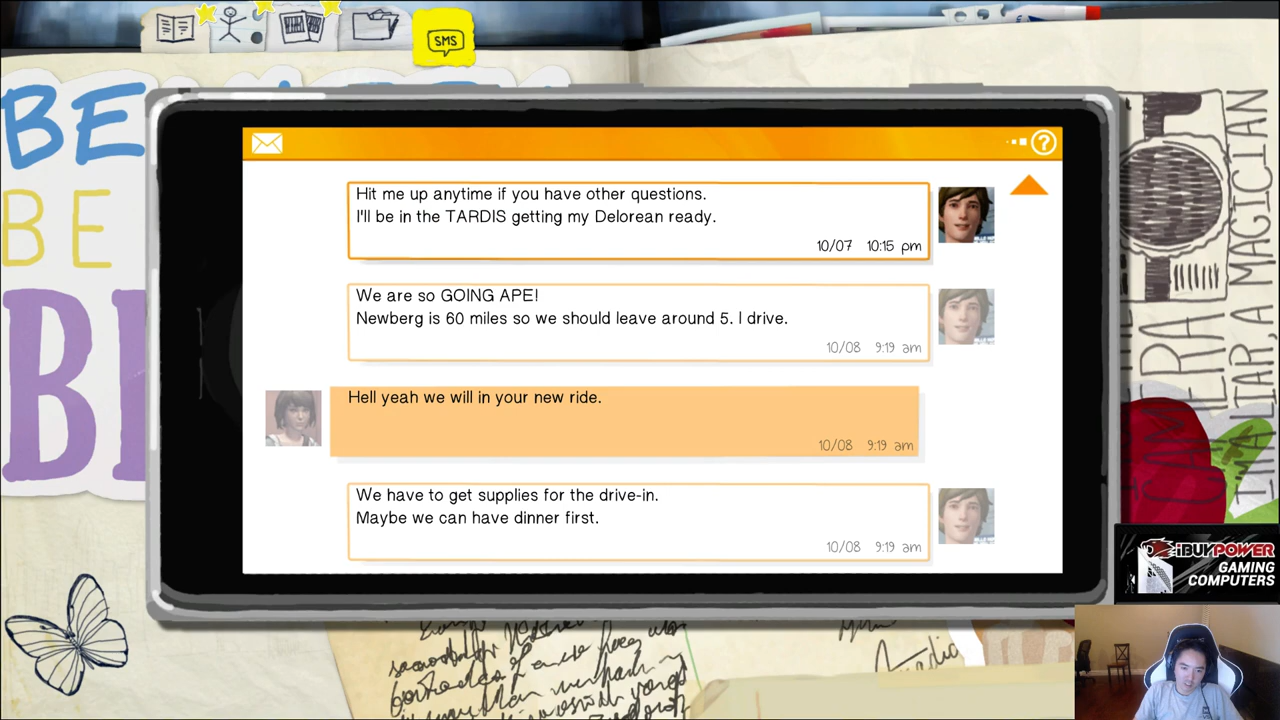 SMS
BE
BE
Hit me up anytime if you have other questions.
I'll be in the TARDIS getting my Delorean ready.
10/07 10:15 pm
We are so GOING APE!
Newberg is 60 miles so we should leave around 5. I drive.
10/08 9:19 am
Hell yeah we will in your new ride.
10/08 9:19 am
We have to get supplies for the drive-in.
Maybe we can have dinner first.
10/08 9:19 am
CAMERA
LIAR, A MAGICIAN
iBUYPOWER
GAMING
COMPUTERS